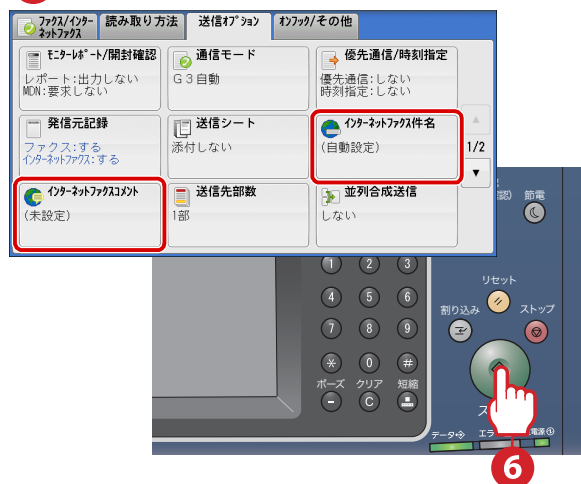 ファクス/インター
ネットファクス
読み取り方法
送信オプション
オンフック/その他
モニターレポート/開封確認
レポート:出力しない
MDN:要求しない
通信モード
G3自動
優先通信/時刻指定
優先通信:しない
時刻指定:しない
発信元記録
ファクス:する
インターネットファクス:する
送信シート
添付しない
インターネットファクス件名
(自動設定)
1/2
インターネットファクスコメント
(未設定)
送信先部数
1部
並列合成送信
しない
節電
1 2 3
リセット
4 5 6
割り込み
ストップ
7 8 9
* 0 #
ポーズ クリア 短縮
- C
データ
電源
6